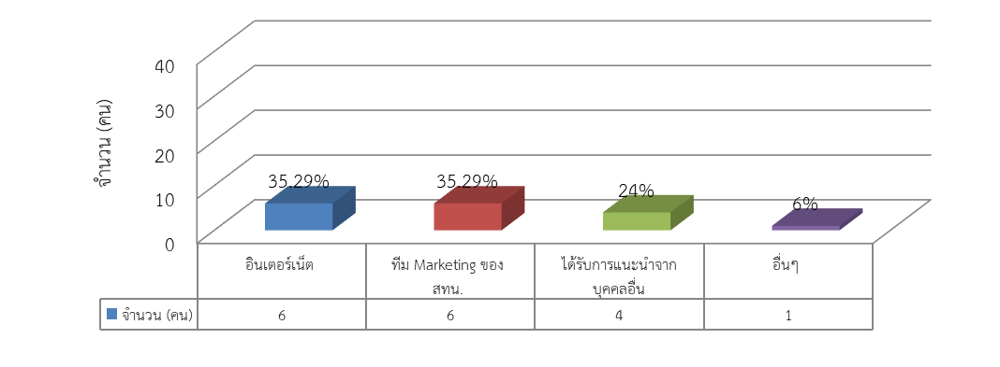 40
30
20
10
0
จำนวน (คน)
35.29%
35.29%
24%
6%
อินเตอร์เน็ต
ทีม Marketing ของ
สทน.
ได้รับการแนะนำจาก
บุคคลอื่น
อื่นๆ
จำนวน (คน) 6 6 4 1